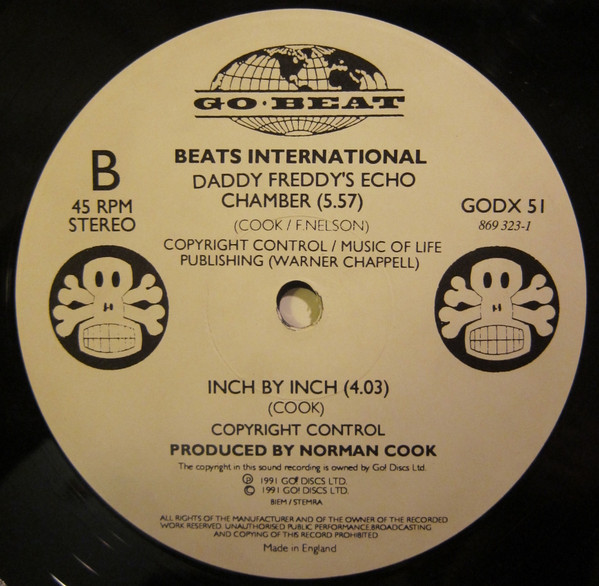 GO·BEAT
B
45 RPM
STEREO
BEATS INTERNATIONAL
DADDY FREDDY'S ECHO
CHAMBER (5.57)
(COOK / F.NELSON)
COPYRIGHT CONTROL / MUSIC OF LIFE
PUBLISHING (WARNER CHAPPELL)
GODX 51
869 323-1
INCH BY INCH (4.03)
(COOK)
COPYRIGHT CONTROL
PRODUCED BY NORMAN COOK
The copyright in this sound recording is owned by Go! Discs Ltd.
℗ 1991 GO! DISCS LTD.
© 1991 GO! DISCS LTD.
BIEM / STEMRA
ALL RIGHTS OF THE MANUFACTURER AND OF THE OWNER OF THE RECORDED
WORK RESERVED. UNAUTHORISED PUBLIC PERFORMANCE,BROADCASTING
AND COPYING OF THIS RECORD PROHIBITED
Made in England